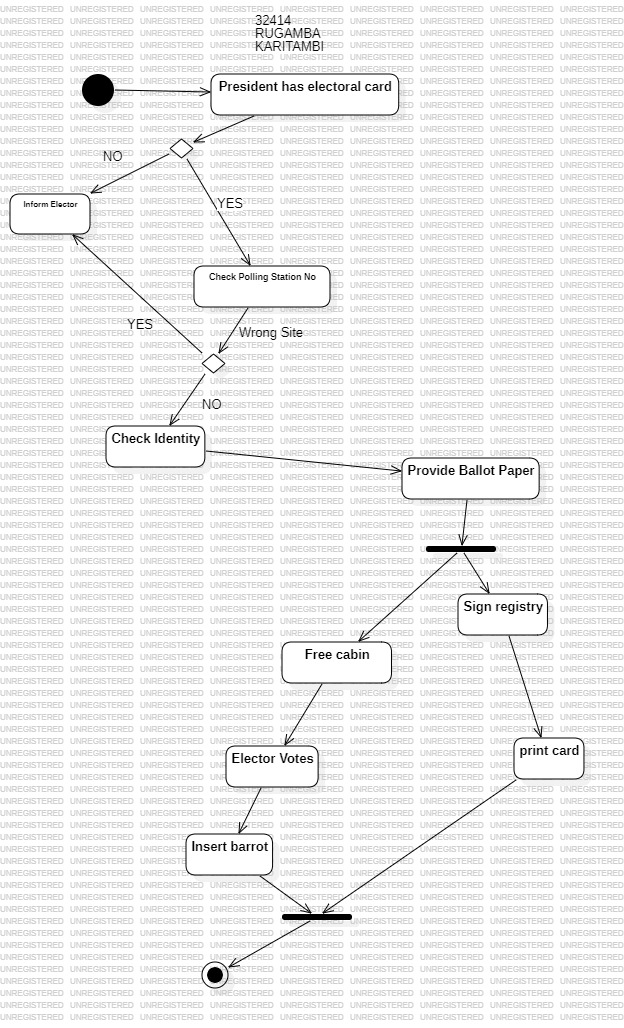 32414
RUGAMBA
KARITAMBI
President has electoral card
NO
YES
Inform Elector
Check Polling Station No
YES
Wrong Site
NO
Check Identity
Provide Ballot Paper
Sign registry
Free cabin
print card
Elector Votes
Insert barrot
UNREGISTERED